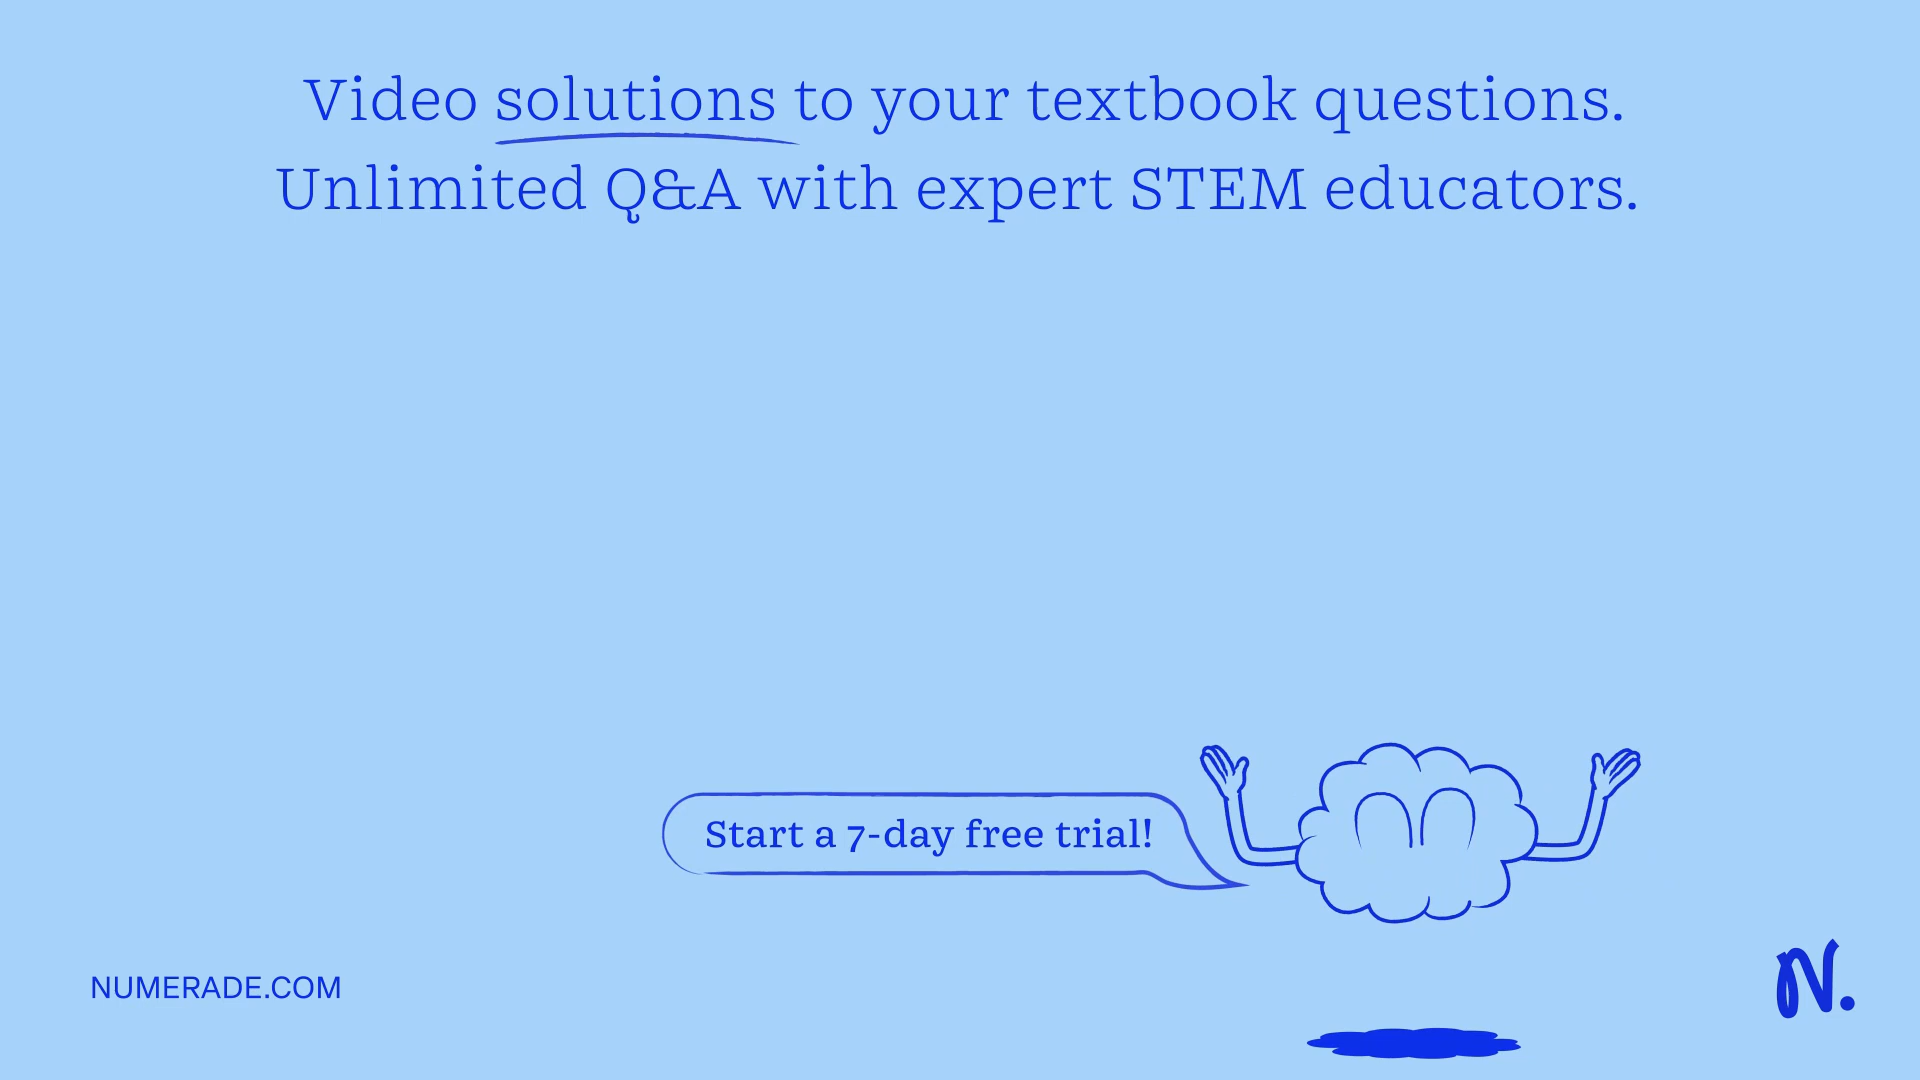 Video solutions to your textbook questions.
Unlimited Q&A with expert STEM educators.
Start a 7-day free trial!
NUMERADE.COM
N.